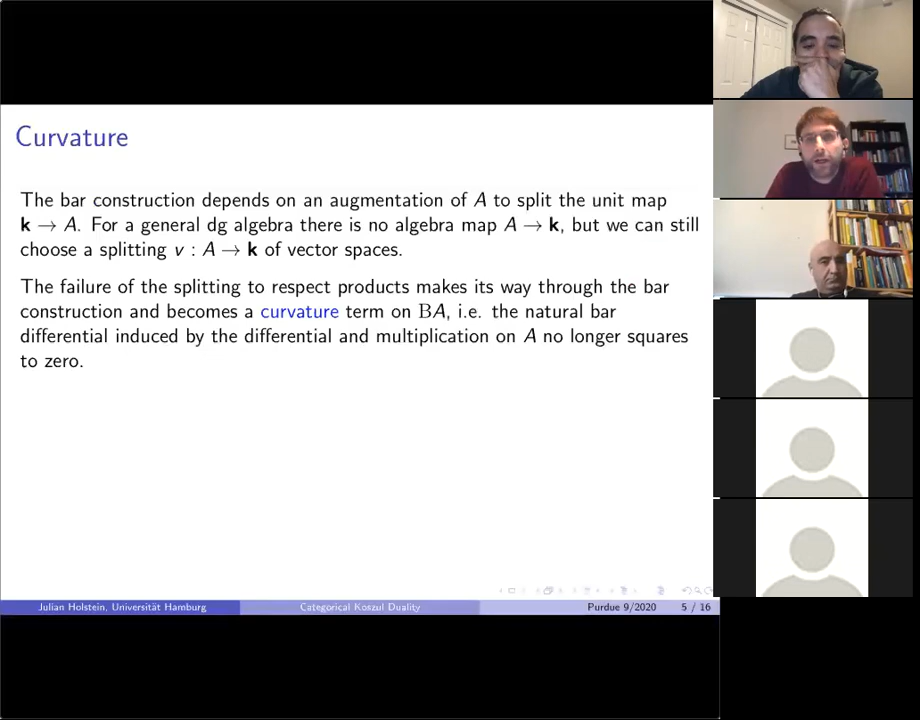 Curvature
The bar construction depends on an augmentation of A to split the unit map
k → A. For a general dg algebra there is no algebra map A → k, but we can still
choose a splitting v : A → k of vector spaces.
The failure of the splitting to respect products makes its way through the bar
construction and becomes a curvature term on BA, i.e. the natural bar
differential induced by the differential and multiplication on A no longer squares
to zero.
Julian Holstein, Universität Hamburg
Categorical Koszul Duality
Purdue 9/2020
5 / 16